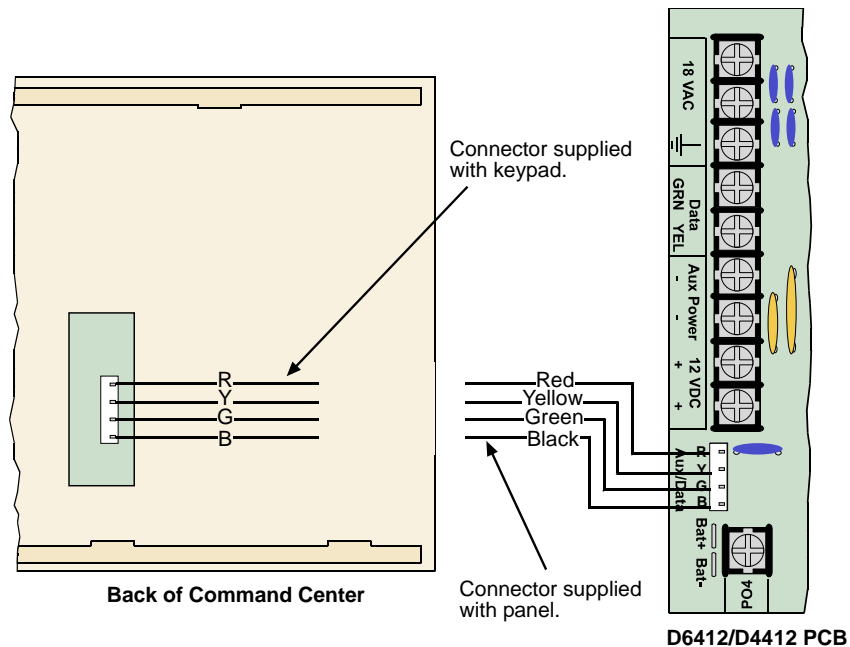 Connector supplied
with keypad.
R
Y
G
B
Back of Command Center
Red
Yellow
Green
Black
Connector supplied
with panel.
18 VAC
Data
GRN YEL
Aux Power
12 VDC
- - + +
R Y G B
Aux/Data
Bat+ Bat-
PO4
D6412/D4412 PCB